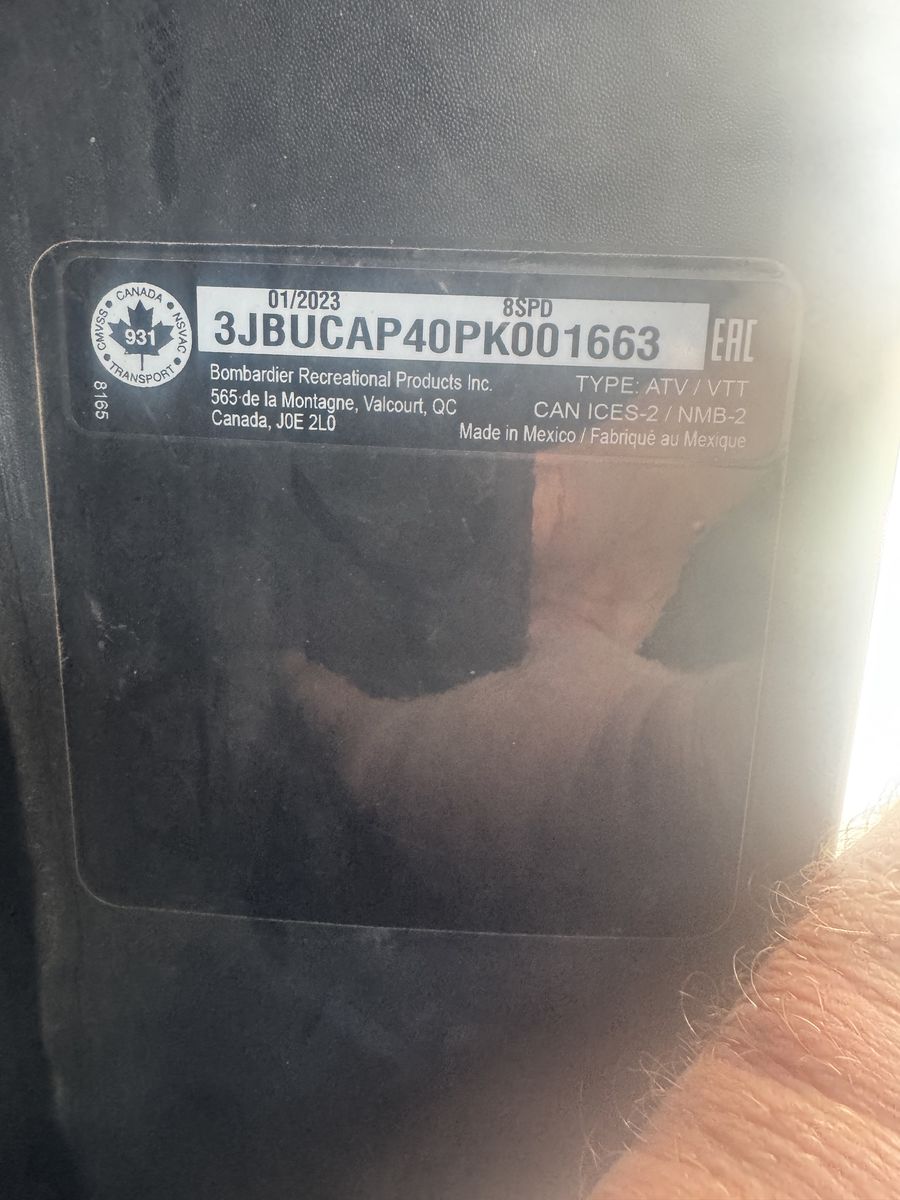 CANADA
CMVSS
NSVAC
931
TRANSPORT
8165
01/2023
8SPD
3JBUCAP40PK001663
EAC
Bombardier Recreational Products Inc.
565 de la Montagne, Valcourt, QC
Canada, J0E 2L0
TYPE: ATV / VTT
CAN ICES-2 / NMB-2
Made in Mexico / Fabriqué au Mexique